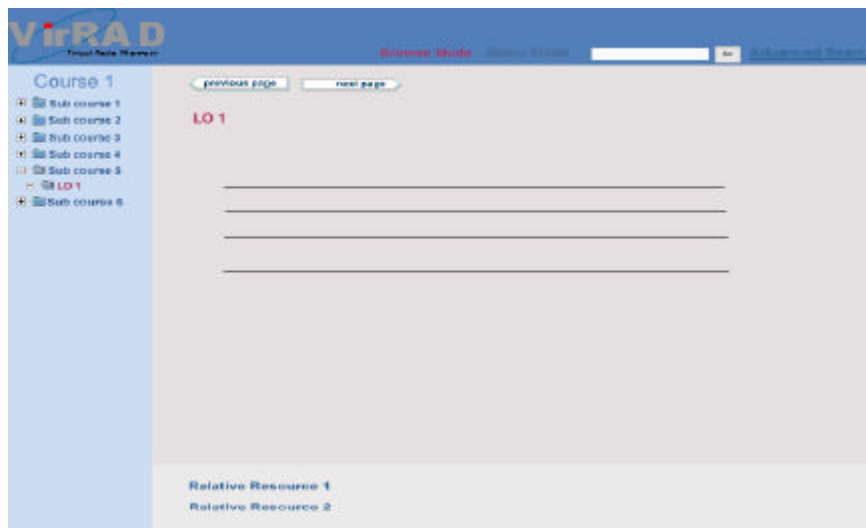 VirRAD
Browse Mode
Go Advanced Search
Course 1
Sub course 1
Sub course 2
Sub course 3
Sub course 4
Sub course 5
LO 1
Sub course 6
previous page next page
LO 1
Relative Resource 1
Relative Resource 2